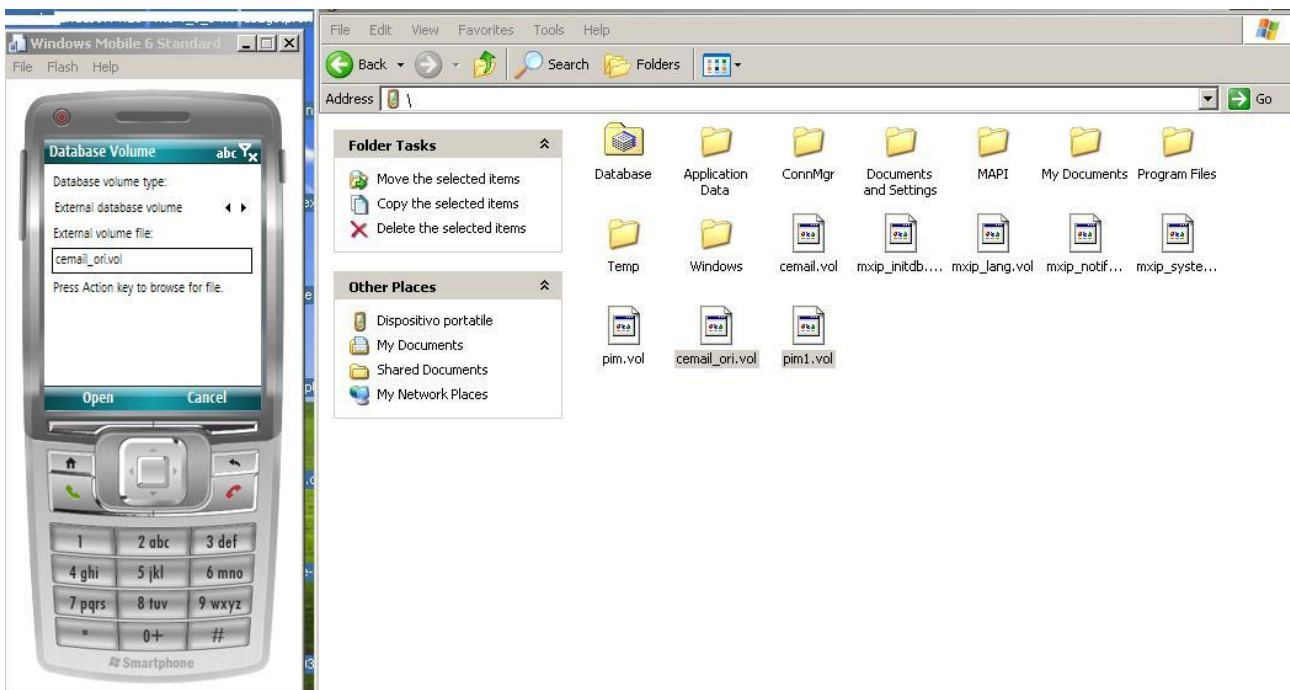 Windows Mobile 6 Standard
File Flash Help
Database Volume abc
Database volume type:
External database volume
External volume file:
cemail_ori.vol
Press Action key to browse for file.
Open Cancel
1 2 abc 3 def
4 ghi 5 jkl 6 mno
7 pqrs 8 tuv 9 wxyz
* 0+ #
Smartphone
File Edit View Favorites Tools Help
Back Search Folders
Address \ Go
Folder Tasks
Move the selected items
Copy the selected items
Delete the selected items
Other Places
Dispositivo portatile
My Documents
Shared Documents
My Network Places
Database
Application
Data
ConnMgr
Documents
and Settings
MAPI
My Documents
Program Files
Temp
Windows
cemail.vol
mxip_initdb....
mxip_lang.vol
mxip_notif...
mxip_syste...
pim.vol
cemail_ori.vol
pim1.vol